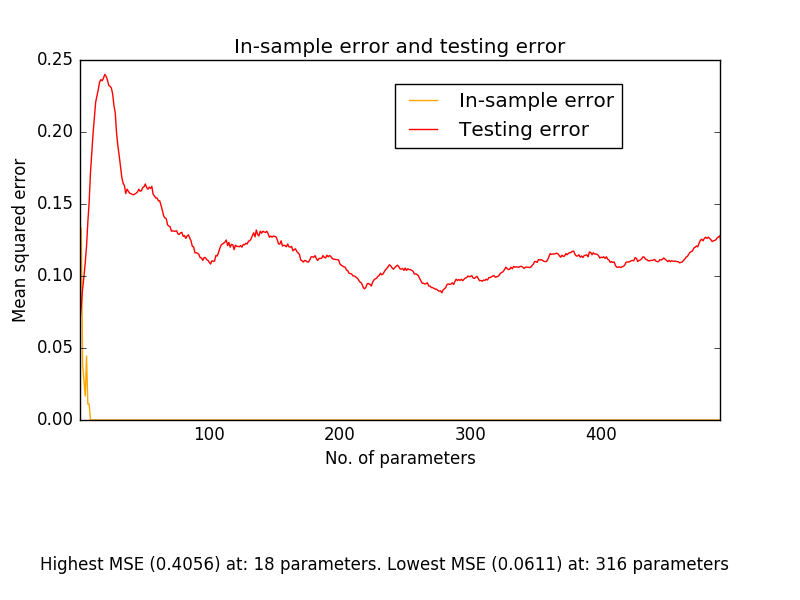 In-sample error and testing error
0.25
0.20
0.15
0.10
0.05
0.00
Mean squared error
In-sample error
Testing error
100 200 300 400
No. of parameters
Highest MSE (0.4056) at: 18 parameters. Lowest MSE (0.0611) at: 316 parameters